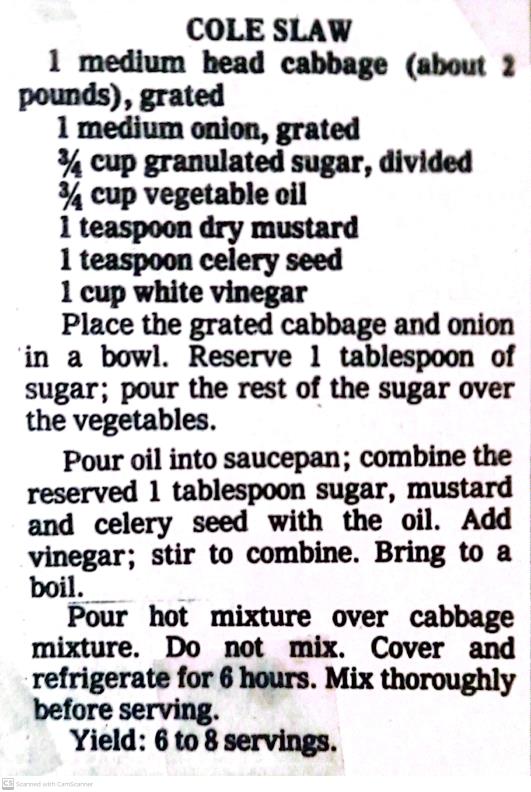 COLE SLAW
1 medium head cabbage (about 2
pounds), grated
1 medium onion, grated
¾ cup granulated sugar, divided
¾ cup vegetable oil
1 teaspoon dry mustard
1 teaspoon celery seed
1 cup white vinegar
Place the grated cabbage and onion
in a bowl. Reserve 1 tablespoon of
sugar; pour the rest of the sugar over
the vegetables.
Pour oil into saucepan; combine the
reserved 1 tablespoon sugar, mustard
and celery seed with the oil. Add
vinegar; stir to combine. Bring to a
boil.
Pour hot mixture over cabbage
mixture. Do not mix. Cover and
refrigerate for 6 hours. Mix thoroughly
before serving.
Yield: 6 to 8 servings.
CS Scanned with CamScanner